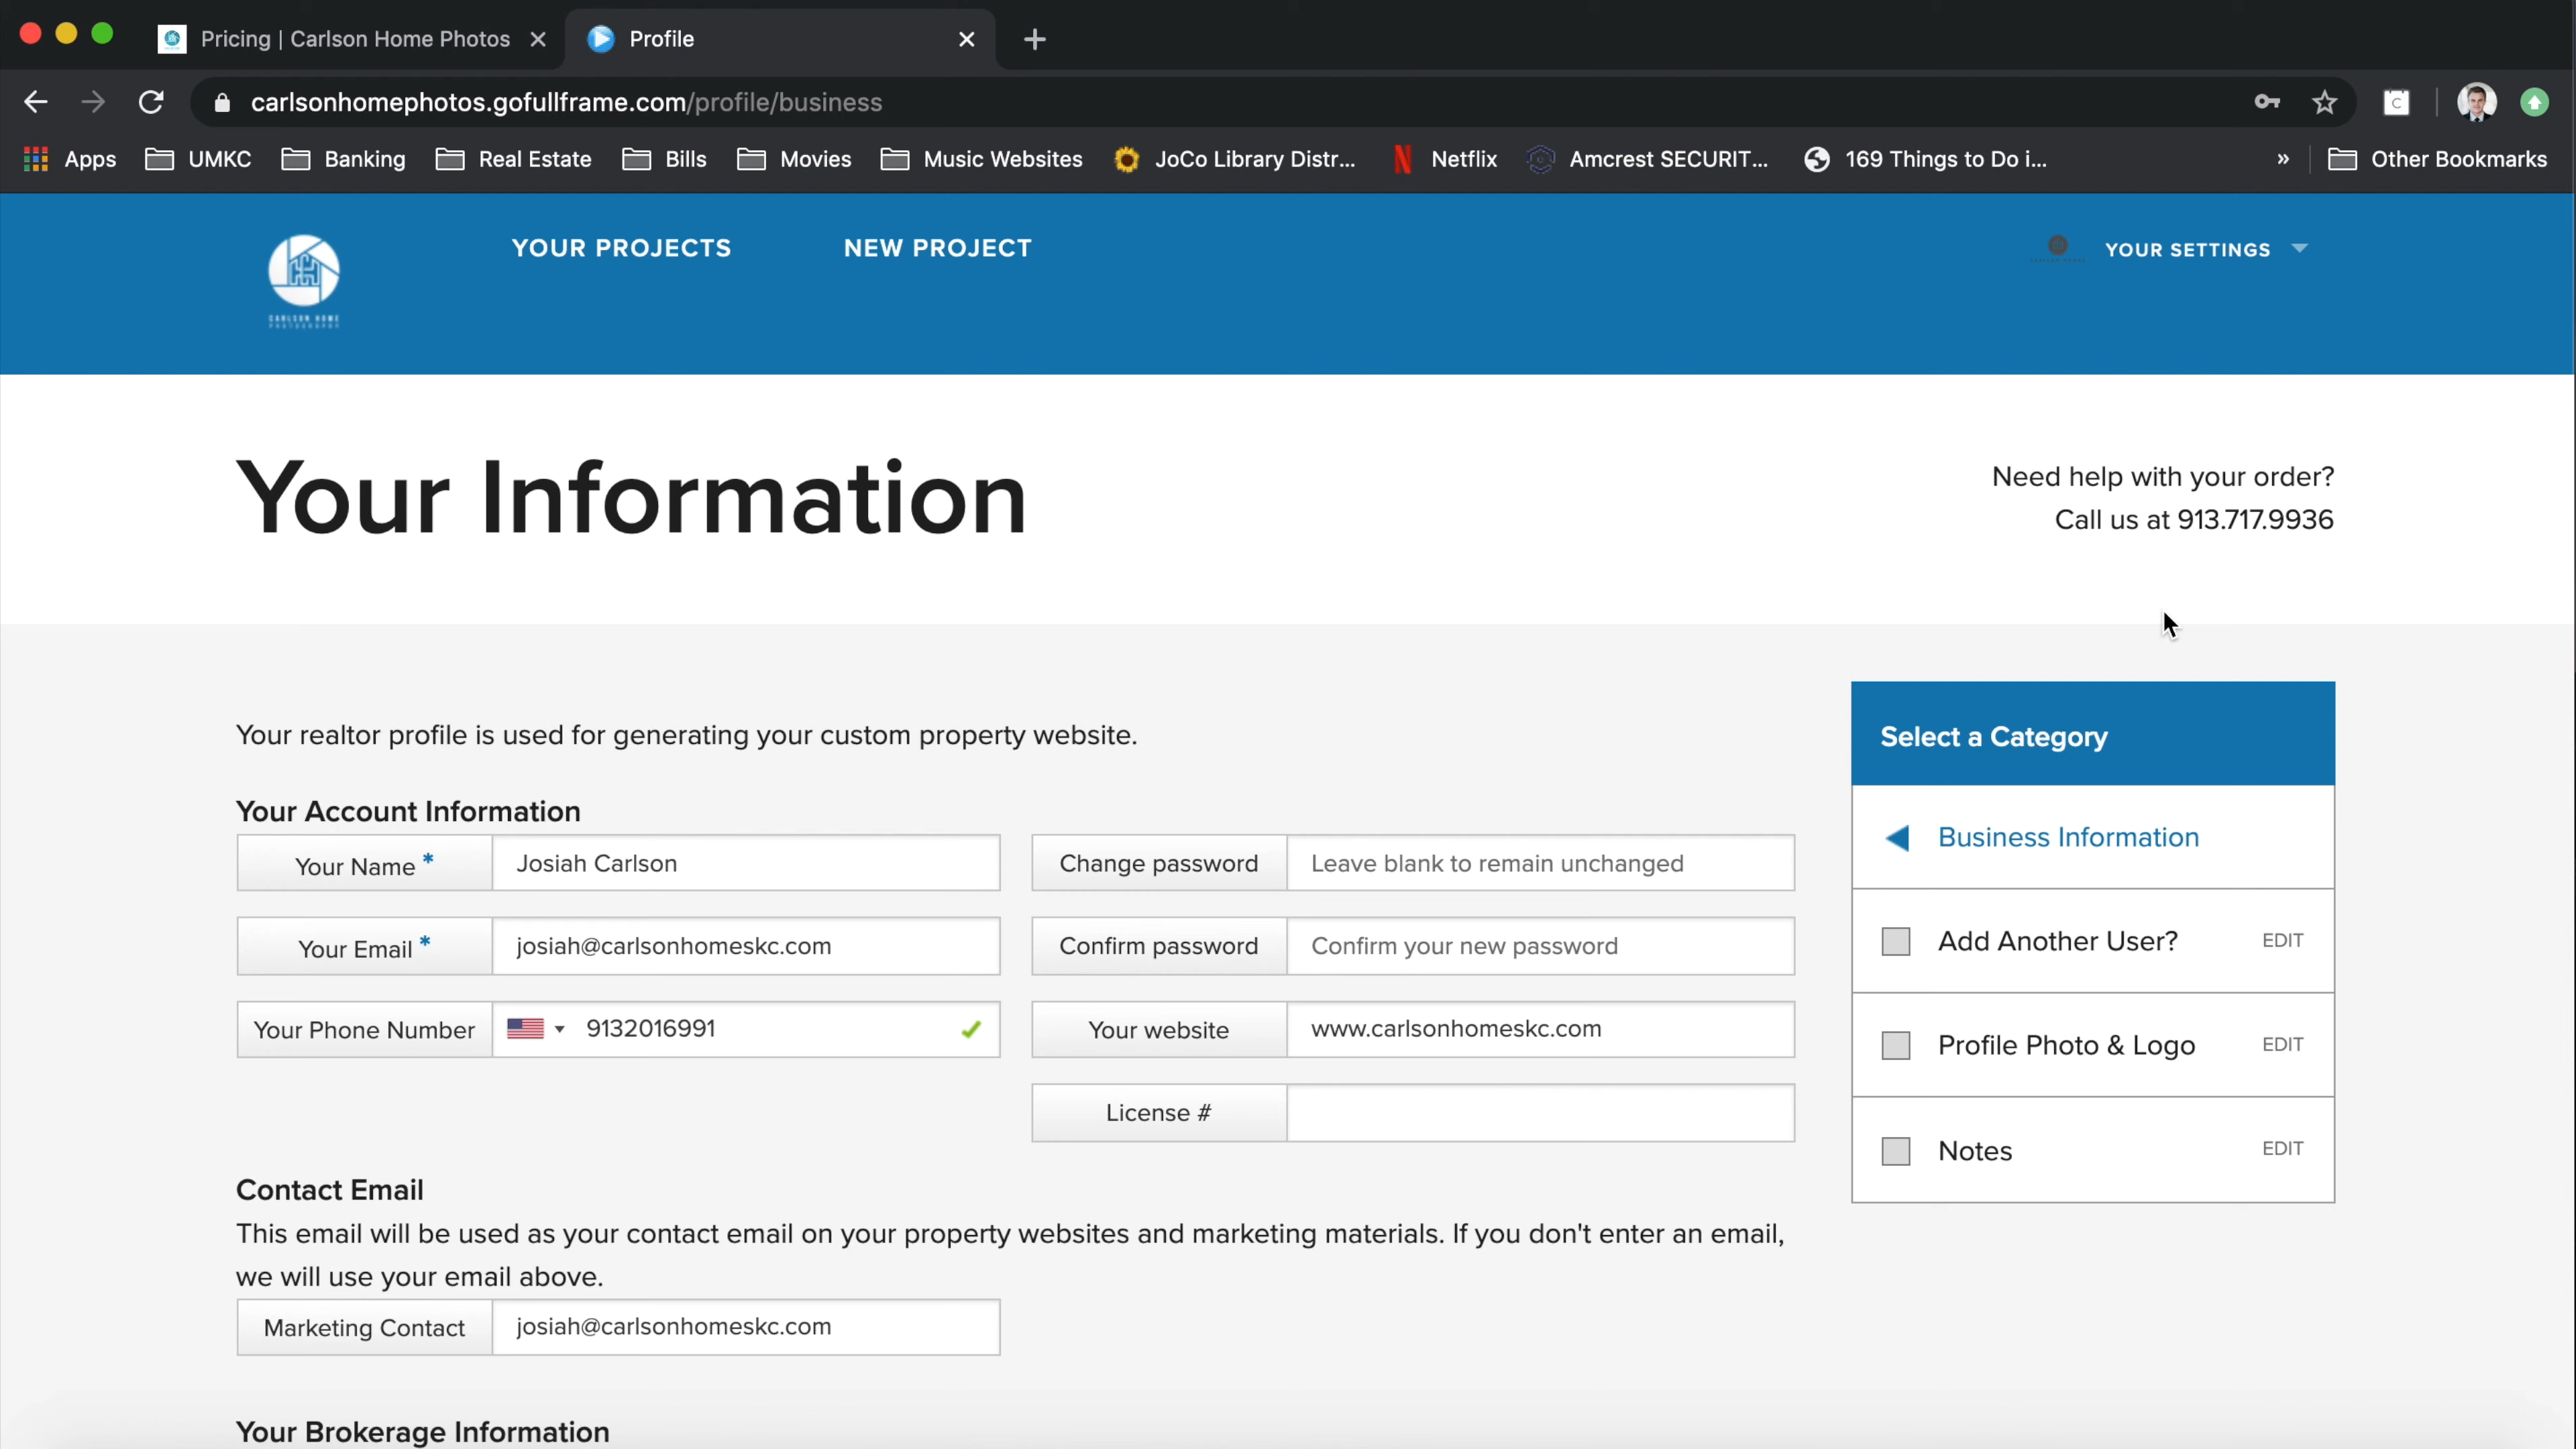 Pricing | Carlson Home Photos
Profile
carlsonhomephotos.gofullframe.com/profile/business
C
Apps
UMKC
Banking
Real Estate
Bills
Movies
Music Websites
JoCo Library Distr...
Netflix
Amcrest SECURIT...
169 Things to Do i...
»
Other Bookmarks
CARLSON HOME
PHOTOGRAPHY
YOUR PROJECTS
NEW PROJECT
YOUR SETTINGS
Your Information
Need help with your order?
Call us at 913.717.9936
Your realtor profile is used for generating your custom property website.
Your Account Information
Your Name *
Josiah Carlson
Change password
Leave blank to remain unchanged
Your Email *
josiah@carlsonhomeskc.com
Confirm password
Confirm your new password
Your Phone Number
9132016991
Your website
www.carlsonhomeskc.com
License #
Contact Email
This email will be used as your contact email on your property websites and marketing materials. If you don't enter an email,
we will use your email above.
Marketing Contact
josiah@carlsonhomeskc.com
Your Brokerage Information
Select a Category
Business Information
Add Another User?
EDIT
Profile Photo & Logo
EDIT
Notes
EDIT